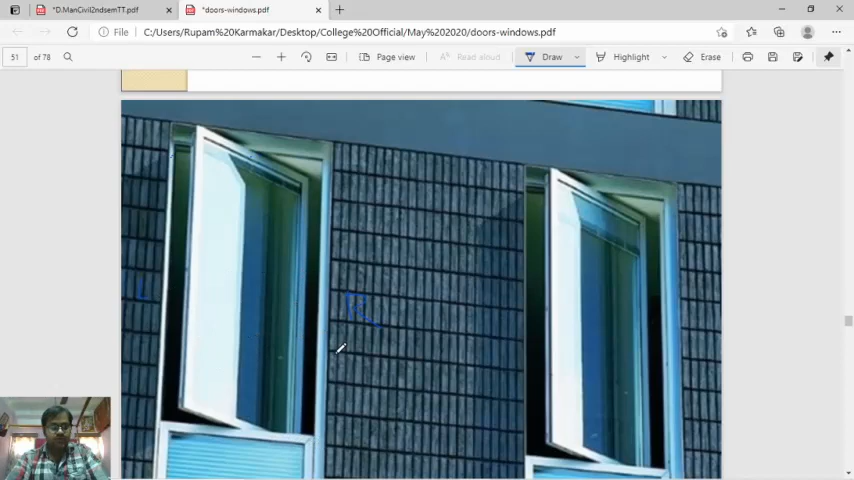 *D.ManCivil2ndsemTT.pdf
*doors-windows.pdf
File
C:/Users/Rupam%20Karmakar/Desktop/College%20Official/May%202020/doors-windows.pdf
51 of 78
Page view
Read aloud
Draw
Highlight
Erase